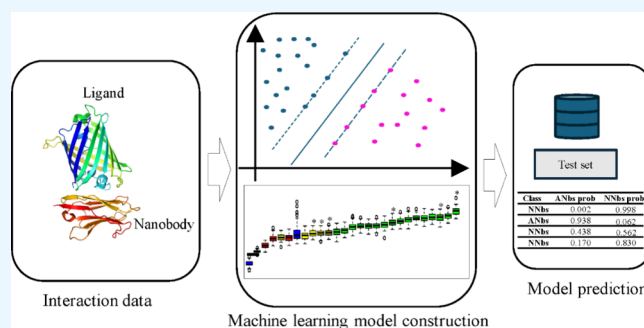 Ligand
Nanobody
Interaction data
Machine learning model construction
Test set
Class ANbs prob NNbs prob
NNbs 0.002 0.998
ANbs 0.938 0.062
NNbs 0.438 0.562
NNbs 0.170 0.830
Model prediction